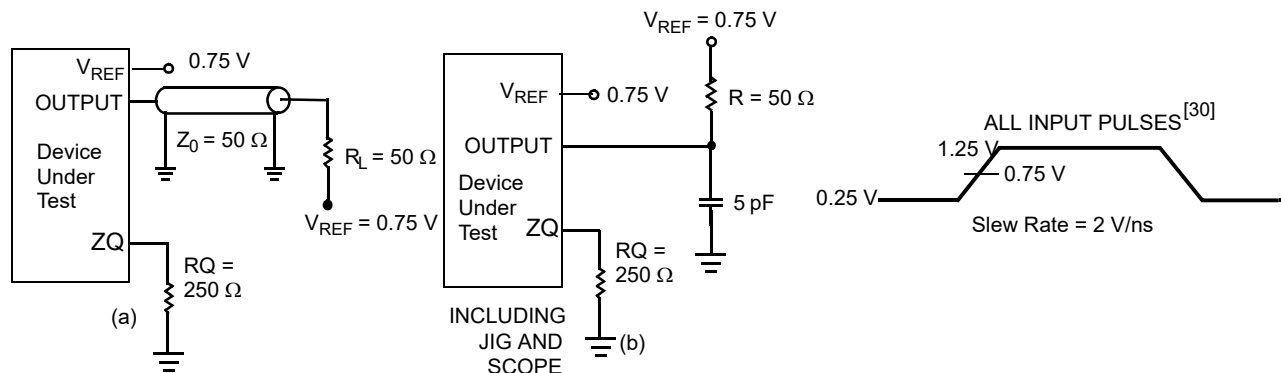 V_REF 0.75 V
OUTPUT
Z_0 = 50 Ω
Device
Under
Test
R_L = 50 Ω
V_REF = 0.75 V
ZQ
RQ =
250 Ω
(a)
V_REF = 0.75 V
R = 50 Ω
V_REF 0.75 V
OUTPUT
Device
Under
Test
5 pF
ZQ
RQ =
250 Ω
INCLUDING
JIG AND
SCOPE
(b)
ALL INPUT PULSES[30]
1.25 V
0.75 V
0.25 V
Slew Rate = 2 V/ns